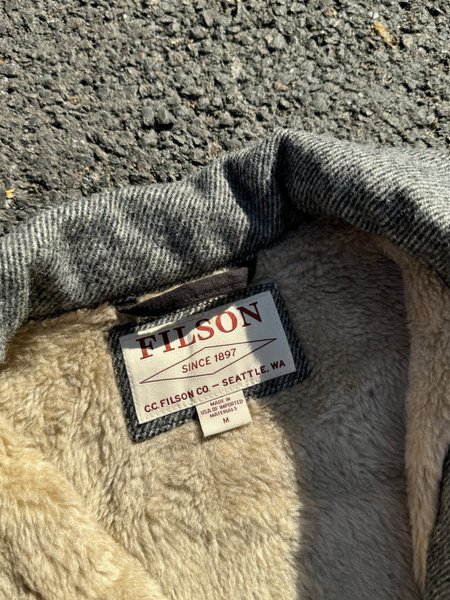 FILSON
SINCE 1897
C.C. FILSON CO. – SEATTLE, WA
MADE IN
USA OF IMPORTED
MATERIALS
M